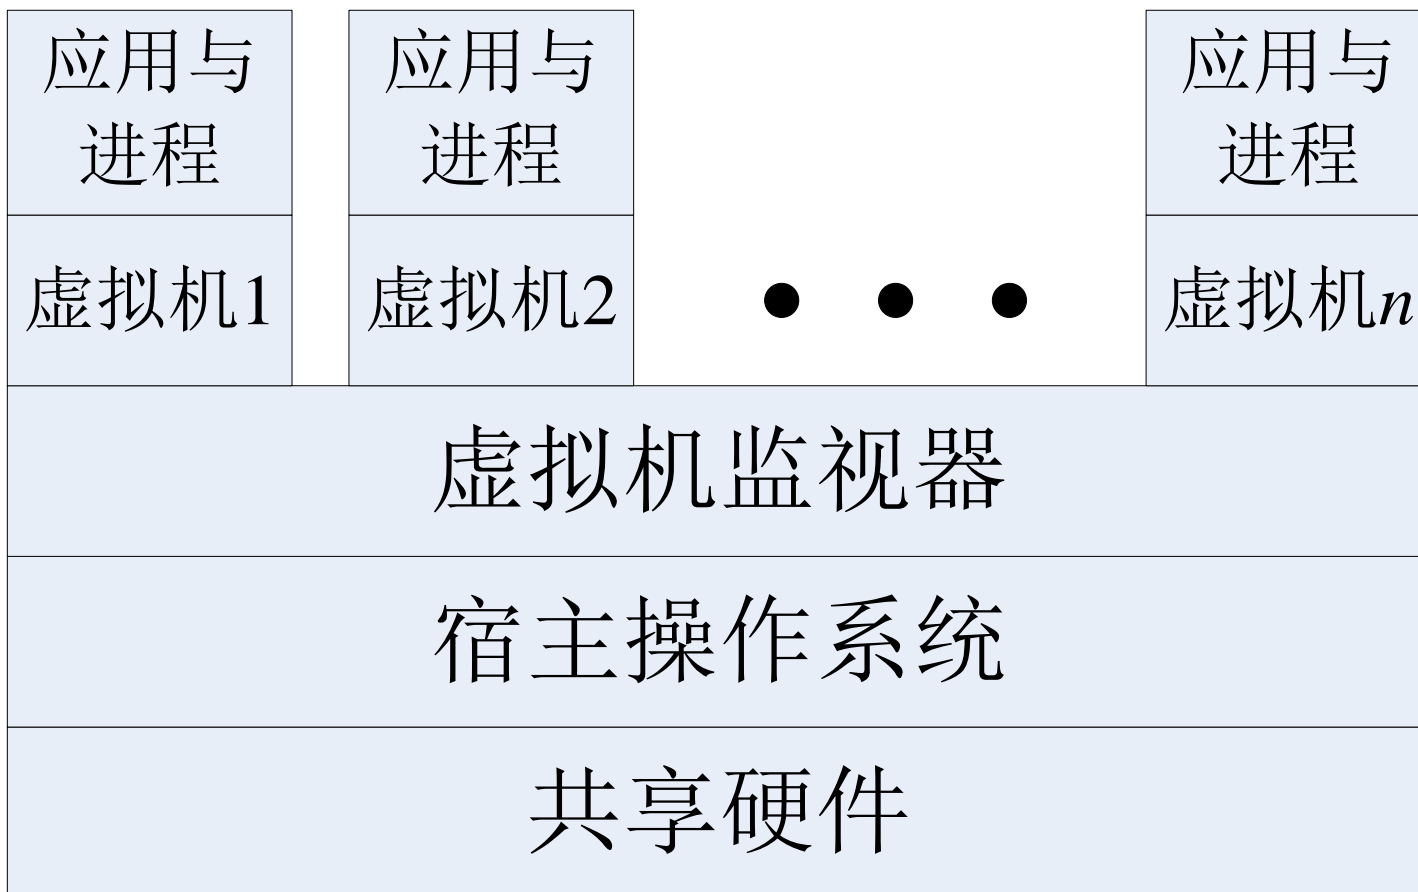 应用与
进程
应用与
进程
应用与
进程
虚拟机1
虚拟机2
虚拟机n
虚拟机监视器
宿主操作系统
共享硬件